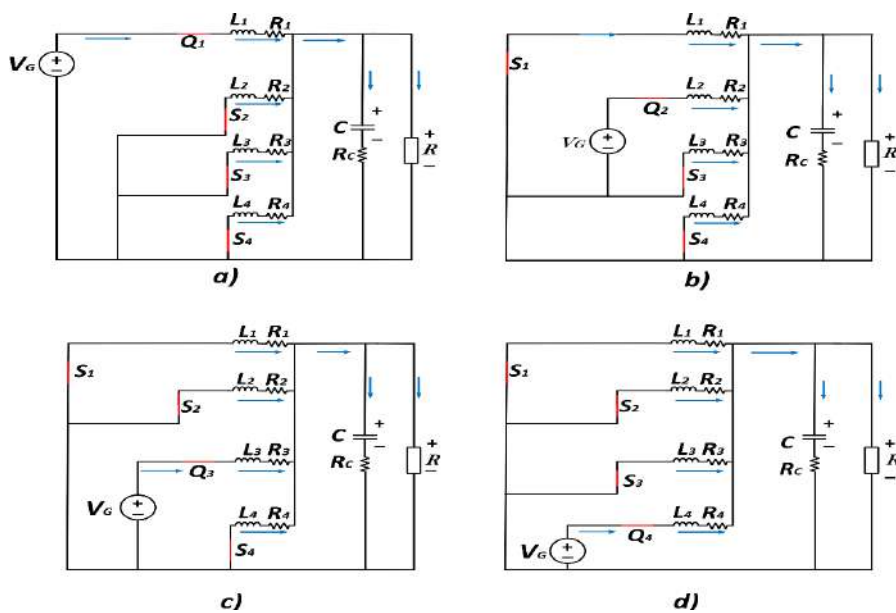 L1 R1
VG Q1
L2 R2
S2
L3 R3
S3
L4 R4
S4
C + −
RC
+ R −
a)
L1 R1
S1
L2 R2
Q2
VG
L3 R3
S3
L4 R4
S4
C + −
RC
+ R −
b)
L1 R1
S1
L2 R2
S2
L3 R3
Q3
VG
L4 R4
S4
C + −
RC
+ R −
c)
L1 R1
S1
L2 R2
S2
L3 R3
S3
L4 R4
VG Q4
C + −
RC
+ R −
d)